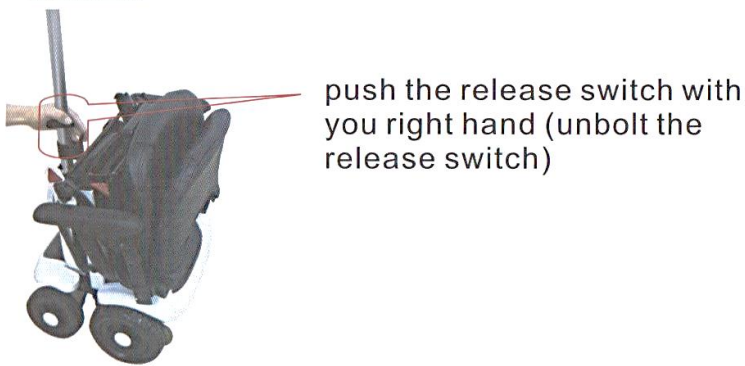 push the release switch with
you right hand (unbolt the
release switch)